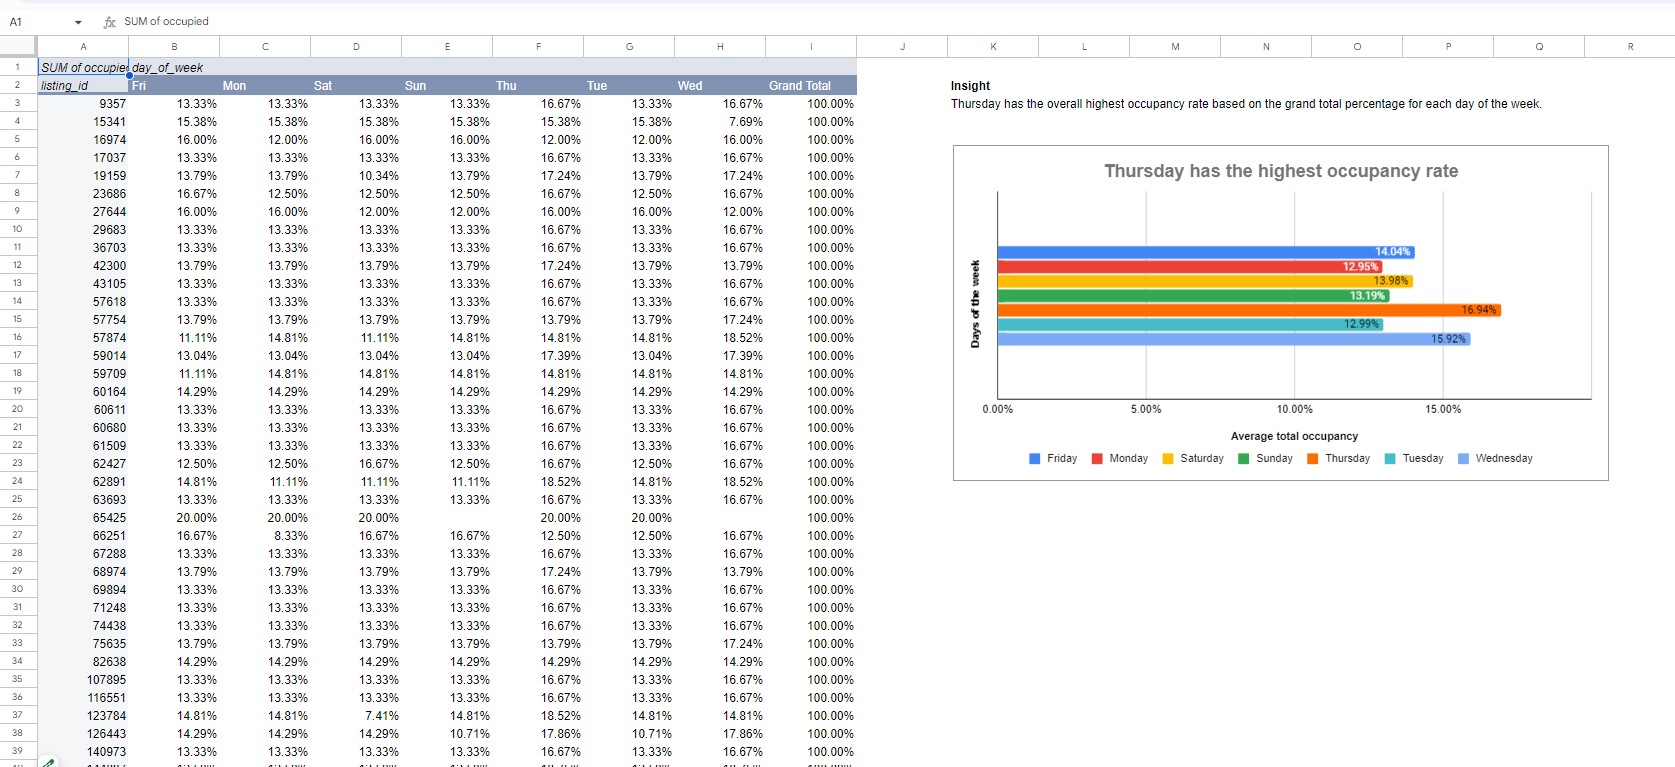 A1 fx SUM of occupied
A B C D E F G H I J K L M N O P Q R
1 SUM of occupied day_of_week
2 listing_id Fri Mon Sat Sun Thu Tue Wed Grand Total
3 9357 13.33% 13.33% 13.33% 13.33% 16.67% 13.33% 16.67% 100.00%
4 15341 15.38% 15.38% 15.38% 15.38% 15.38% 15.38% 7.69% 100.00%
5 16974 16.00% 12.00% 16.00% 16.00% 12.00% 12.00% 16.00% 100.00%
6 17037 13.33% 13.33% 13.33% 13.33% 16.67% 13.33% 16.67% 100.00%
7 19159 13.79% 13.79% 10.34% 13.79% 17.24% 13.79% 17.24% 100.00%
8 23686 16.67% 12.50% 12.50% 12.50% 16.67% 12.50% 16.67% 100.00%
9 27644 16.00% 16.00% 12.00% 12.00% 16.00% 16.00% 12.00% 100.00%
10 29683 13.33% 13.33% 13.33% 13.33% 16.67% 13.33% 16.67% 100.00%
11 36703 13.33% 13.33% 13.33% 13.33% 16.67% 13.33% 16.67% 100.00%
12 42300 13.79% 13.79% 13.79% 13.79% 17.24% 13.79% 13.79% 100.00%
13 43105 13.33% 13.33% 13.33% 13.33% 16.67% 13.33% 16.67% 100.00%
14 57618 13.33% 13.33% 13.33% 13.33% 16.67% 13.33% 16.67% 100.00%
15 57754 13.79% 13.79% 13.79% 13.79% 13.79% 13.79% 17.24% 100.00%
16 57874 11.11% 14.81% 11.11% 14.81% 14.81% 14.81% 18.52% 100.00%
17 59014 13.04% 13.04% 13.04% 13.04% 17.39% 13.04% 17.39% 100.00%
18 59709 11.11% 14.81% 14.81% 14.81% 14.81% 14.81% 14.81% 100.00%
19 60164 14.29% 14.29% 14.29% 14.29% 14.29% 14.29% 14.29% 100.00%
20 60611 13.33% 13.33% 13.33% 13.33% 16.67% 13.33% 16.67% 100.00%
21 60680 13.33% 13.33% 13.33% 13.33% 16.67% 13.33% 16.67% 100.00%
22 61509 13.33% 13.33% 13.33% 13.33% 16.67% 13.33% 16.67% 100.00%
23 62427 12.50% 12.50% 16.67% 12.50% 16.67% 12.50% 16.67% 100.00%
24 62891 14.81% 11.11% 11.11% 11.11% 18.52% 14.81% 18.52% 100.00%
25 63693 13.33% 13.33% 13.33% 13.33% 16.67% 13.33% 16.67% 100.00%
26 65425 20.00% 20.00% 20.00% 20.00% 20.00% 100.00%
27 66251 16.67% 8.33% 16.67% 16.67% 12.50% 12.50% 16.67% 100.00%
28 67288 13.33% 13.33% 13.33% 13.33% 16.67% 13.33% 16.67% 100.00%
29 68974 13.79% 13.79% 13.79% 13.79% 17.24% 13.79% 13.79% 100.00%
30 69894 13.33% 13.33% 13.33% 13.33% 16.67% 13.33% 16.67% 100.00%
31 71248 13.33% 13.33% 13.33% 13.33% 16.67% 13.33% 16.67% 100.00%
32 74438 13.33% 13.33% 13.33% 13.33% 16.67% 13.33% 16.67% 100.00%
33 75635 13.79% 13.79% 13.79% 13.79% 13.79% 13.79% 17.24% 100.00%
34 82638 14.29% 14.29% 14.29% 14.29% 14.29% 14.29% 14.29% 100.00%
35 107895 13.33% 13.33% 13.33% 13.33% 16.67% 13.33% 16.67% 100.00%
36 116551 13.33% 13.33% 13.33% 13.33% 16.67% 13.33% 16.67% 100.00%
37 123784 14.81% 14.81% 7.41% 14.81% 18.52% 14.81% 14.81% 100.00%
38 126443 14.29% 14.29% 14.29% 10.71% 17.86% 10.71% 17.86% 100.00%
39 140973 13.33% 13.33% 13.33% 13.33% 16.67% 13.33% 16.67% 100.00%
Insight
Thursday has the overall highest occupancy rate based on the grand total percentage for each day of the week.
Thursday has the highest occupancy rate
Days of the week
14.04%
12.95%
13.98%
13.19%
16.94%
12.99%
15.92%
0.00% 5.00% 10.00% 15.00%
Average total occupancy
Friday Monday Saturday Sunday Thursday Tuesday Wednesday